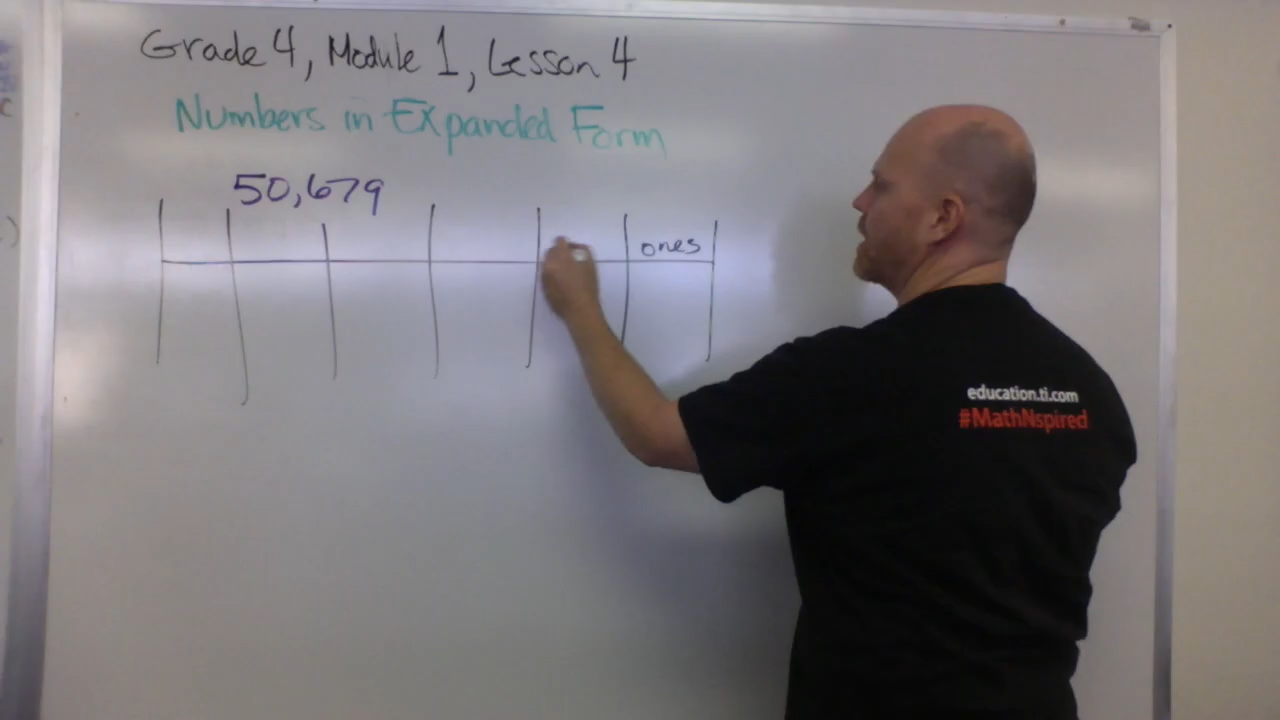 Grade 4, Module 1, Lesson 4
Numbers in Expanded Form
50,679
ones
education.ti.com
#MathNspired